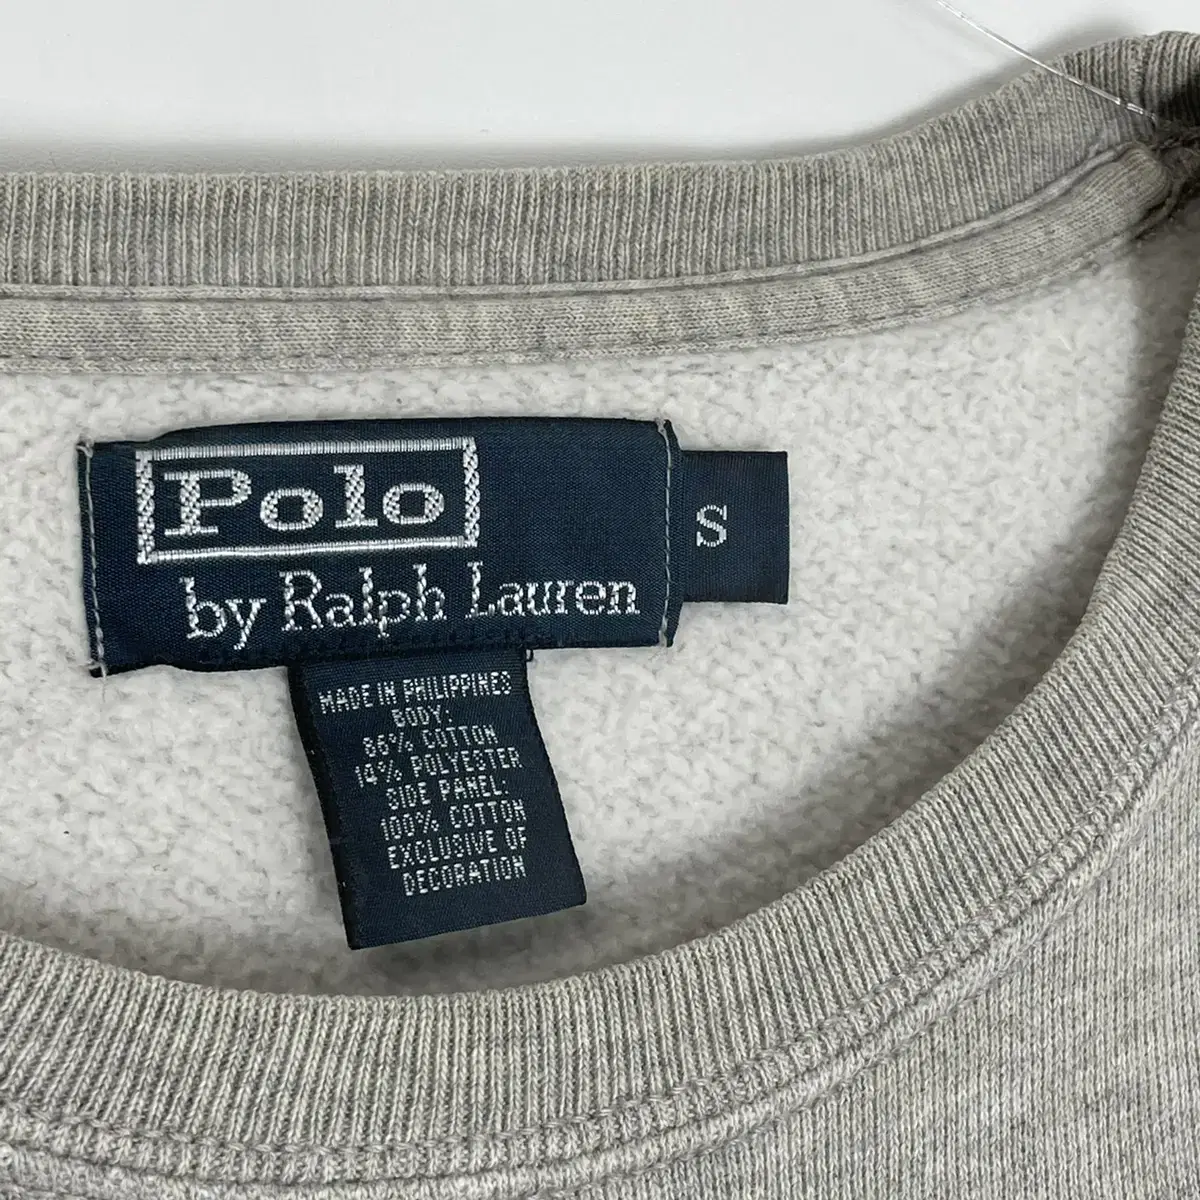 Polo
by Ralph Lauren
S
MADE IN PHILIPPINES
BODY:
86% COTTON
14% POLYESTER
SIDE PANEL:
100% COTTON
EXCLUSIVE OF
DECORATION